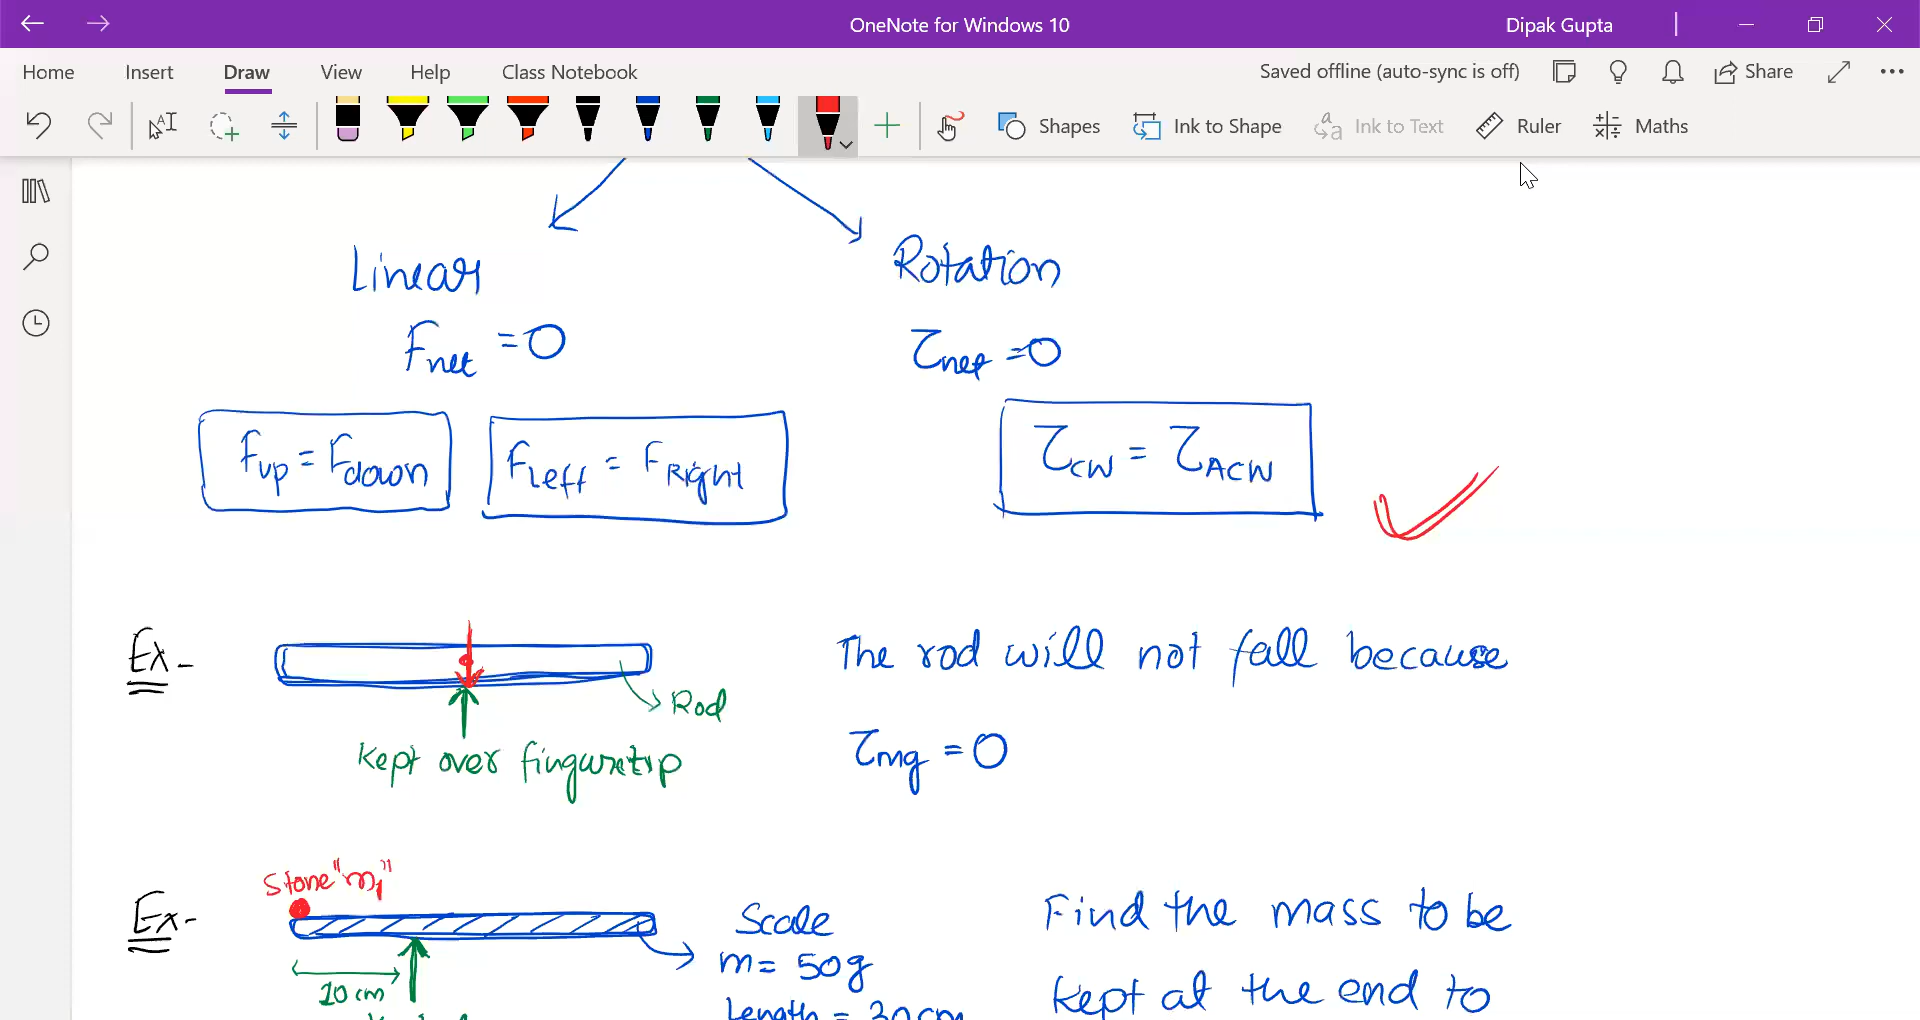 OneNote for Windows 10
Dipak Gupta
Home Insert Draw View Help Class Notebook
Saved offline (auto-sync is off) Share
Shapes Ink to Shape Ink to Text Ruler Maths
Linear Rotation
Fnet = 0 τnet = 0
Fup = Fdown Fleft = FRight τCW = τACW
Ex- The rod will not fall because
Rod
Kept over finguretip τmg = 0
Stone "m1"
Ex- Scale Find the mass to be
m = 50g
10 cm Kept at the end to
Length = 30cm